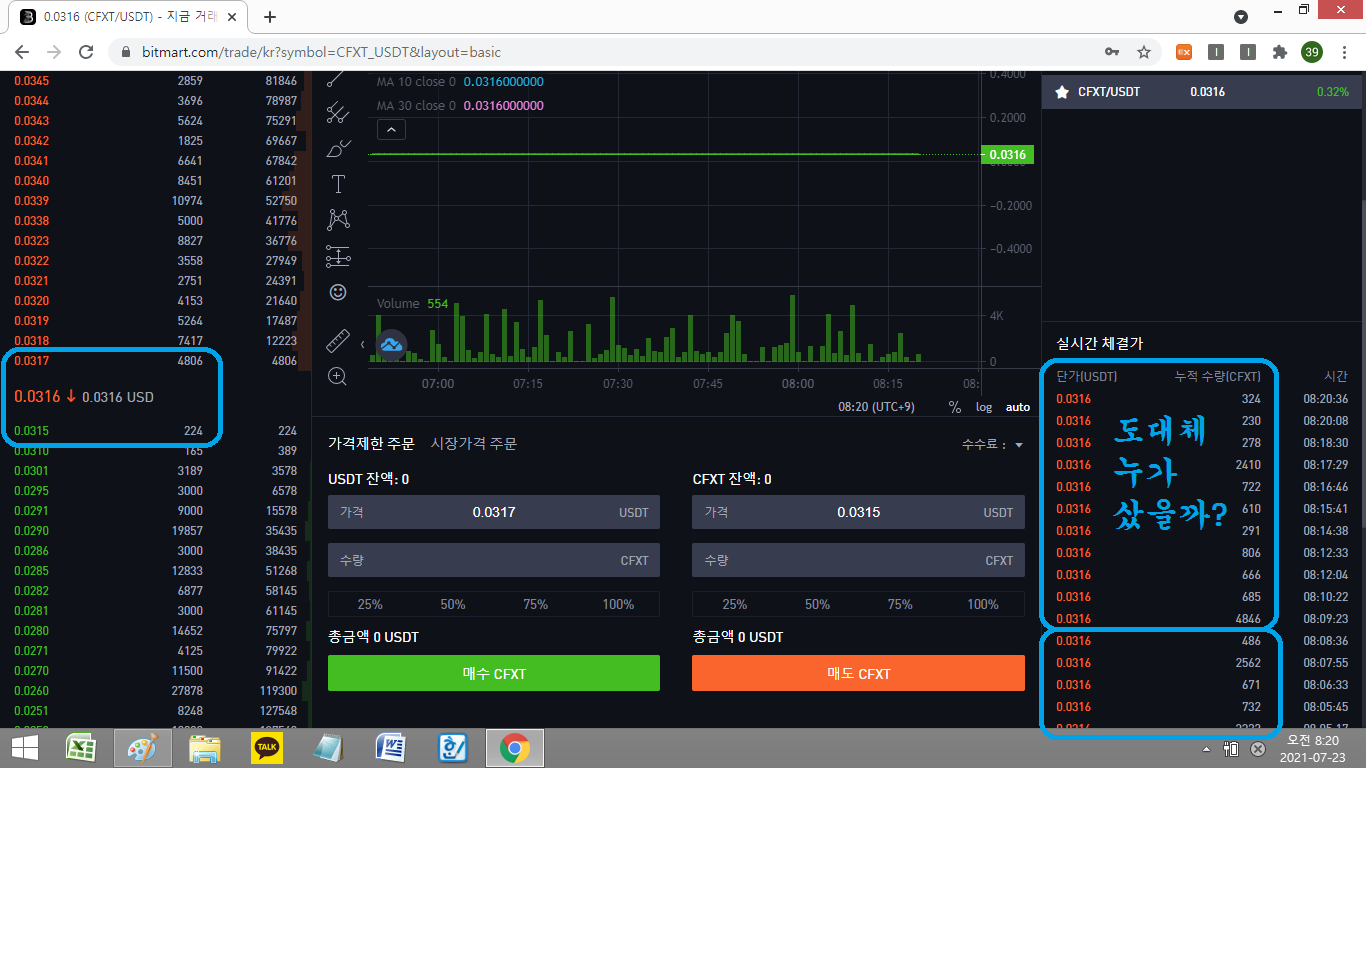 0.0316 (CFXT/USDT) - 지금 거래
bitmart.com/trade/kr?symbol=CFXT_USDT&layout=basic
39
0.0345 2859 81846
0.0344 3696 78987
0.0343 5624 75291
0.0342 1825 69667
0.0341 6641 67842
0.0340 8451 61201
0.0339 10974 52750
0.0338 5000 41776
0.0323 8827 36776
0.0322 3558 27949
0.0321 2751 24391
0.0320 4153 21640
0.0319 5264 17487
0.0318 7417 12223
0.0317 4806 4806
0.0316 ↓ 0.0316 USD
0.0315 224 224
0.0310 165 389
0.0301 3189 3578
0.0295 3000 6578
0.0291 9000 15578
0.0290 19857 35435
0.0286 3000 38435
0.0285 12833 51268
0.0282 6877 58145
0.0281 3000 61145
0.0280 14652 75797
0.0271 4125 79922
0.0270 11500 91422
0.0260 27878 119300
0.0251 8248 127548
MA 10 close 0 0.0316000000
MA 30 close 0 0.0316000000
0.4000
0.2000
0.0316
−0.2000
−0.4000
Volume 554
4K
0
07:00 07:15 07:30 07:45 08:00 08:15 08:
08:20 (UTC+9) % log auto
가격제한 주문 시장가격 주문 수수료 :
USDT 잔액: 0
가격 0.0317 USDT
수량 CFXT
25% 50% 75% 100%
총금액 0 USDT
매수 CFXT
CFXT 잔액: 0
가격 0.0315 USDT
수량 CFXT
25% 50% 75% 100%
총금액 0 USDT
매도 CFXT
CFXT/USDT 0.0316 0.32%
실시간 체결가
단가(USDT) 누적 수량(CFXT) 시간
0.0316 324 08:20:36
0.0316 230 08:20:08
0.0316 278 08:18:30
0.0316 2410 08:17:29
0.0316 722 08:16:46
0.0316 610 08:15:41
0.0316 291 08:14:38
0.0316 806 08:12:33
0.0316 666 08:12:04
0.0316 685 08:10:22
0.0316 4846 08:09:23
0.0316 486 08:08:36
0.0316 2562 08:07:55
0.0316 671 08:06:33
0.0316 732 08:05:45
도대체
누가
샀을까?
TALK
오전 8:20
2021-07-23